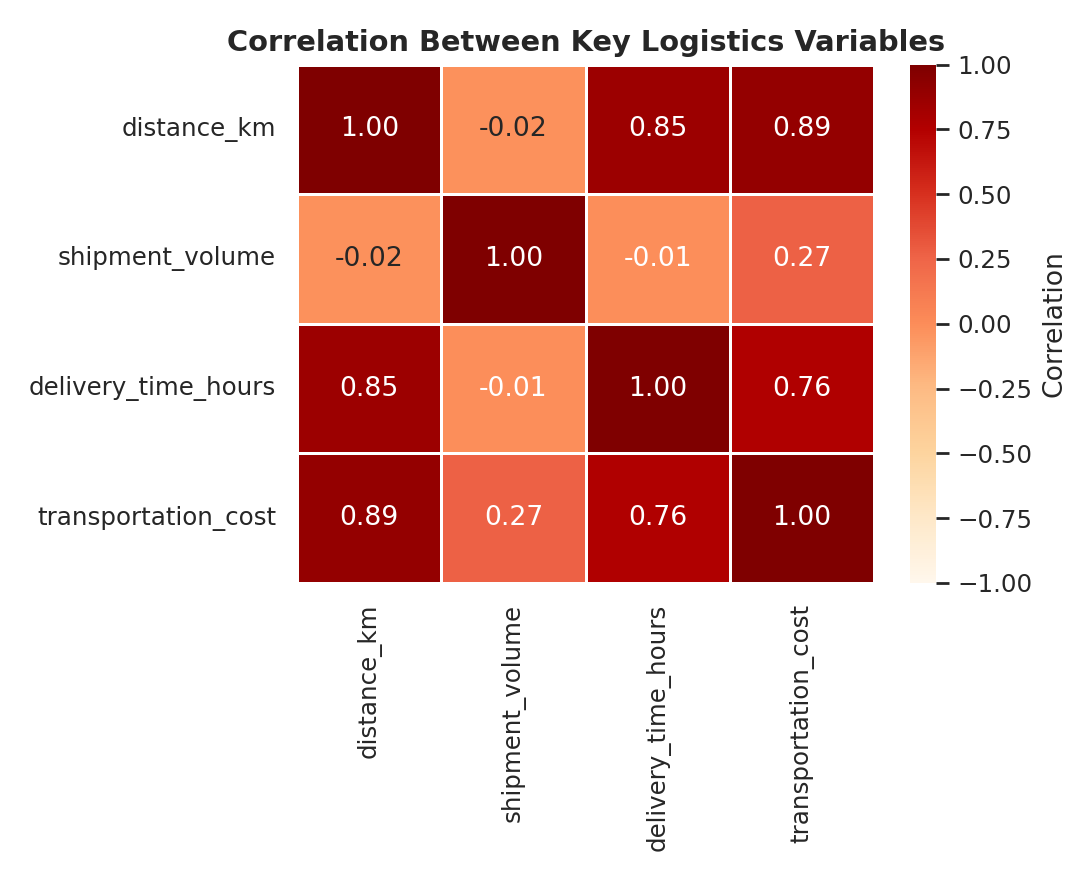 Correlation Between Key Logistics Variables
distance_km 1.00 -0.02 0.85 0.89
shipment_volume -0.02 1.00 -0.01 0.27
delivery_time_hours 0.85 -0.01 1.00 0.76
transportation_cost 0.89 0.27 0.76 1.00
distance_km
shipment_volume
delivery_time_hours
transportation_cost
1.00
0.75
0.50
0.25
0.00
−0.25
−0.50
−0.75
−1.00
Correlation